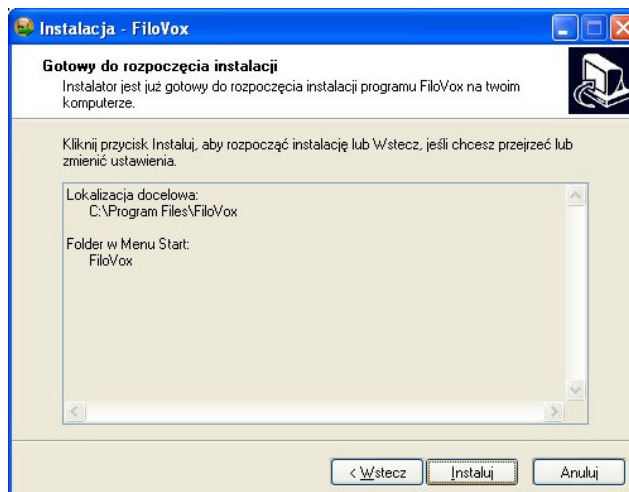 Instalacja - FiloVox
Gotowy do rozpoczęcia instalacji
Instalator jest już gotowy do rozpoczęcia instalacji programu FiloVox na twoim
komputerze.
Kliknij przycisk Instaluj, aby rozpocząć instalację lub Wstecz, jeśli chcesz przejrzeć lub
zmienić ustawienia.
Lokalizacja docelowa:
C:\Program Files\FiloVox
Folder w Menu Start:
FiloVox
< Wstecz Instaluj Anuluj